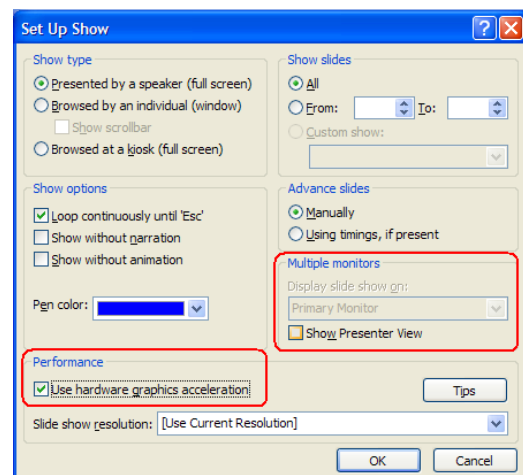 Set Up Show
Show type
Presented by a speaker (full screen)
Browsed by an individual (window)
Show scrollbar
Browsed at a kiosk (full screen)
Show slides
All
From: To:
Custom show:
Show options
Loop continuously until 'Esc'
Show without narration
Show without animation
Pen color:
Advance slides
Manually
Using timings, if present
Multiple monitors
Display slide show on:
Primary Monitor
Show Presenter View
Performance
Use hardware graphics acceleration
Tips
Slide show resolution: [Use Current Resolution]
OK Cancel